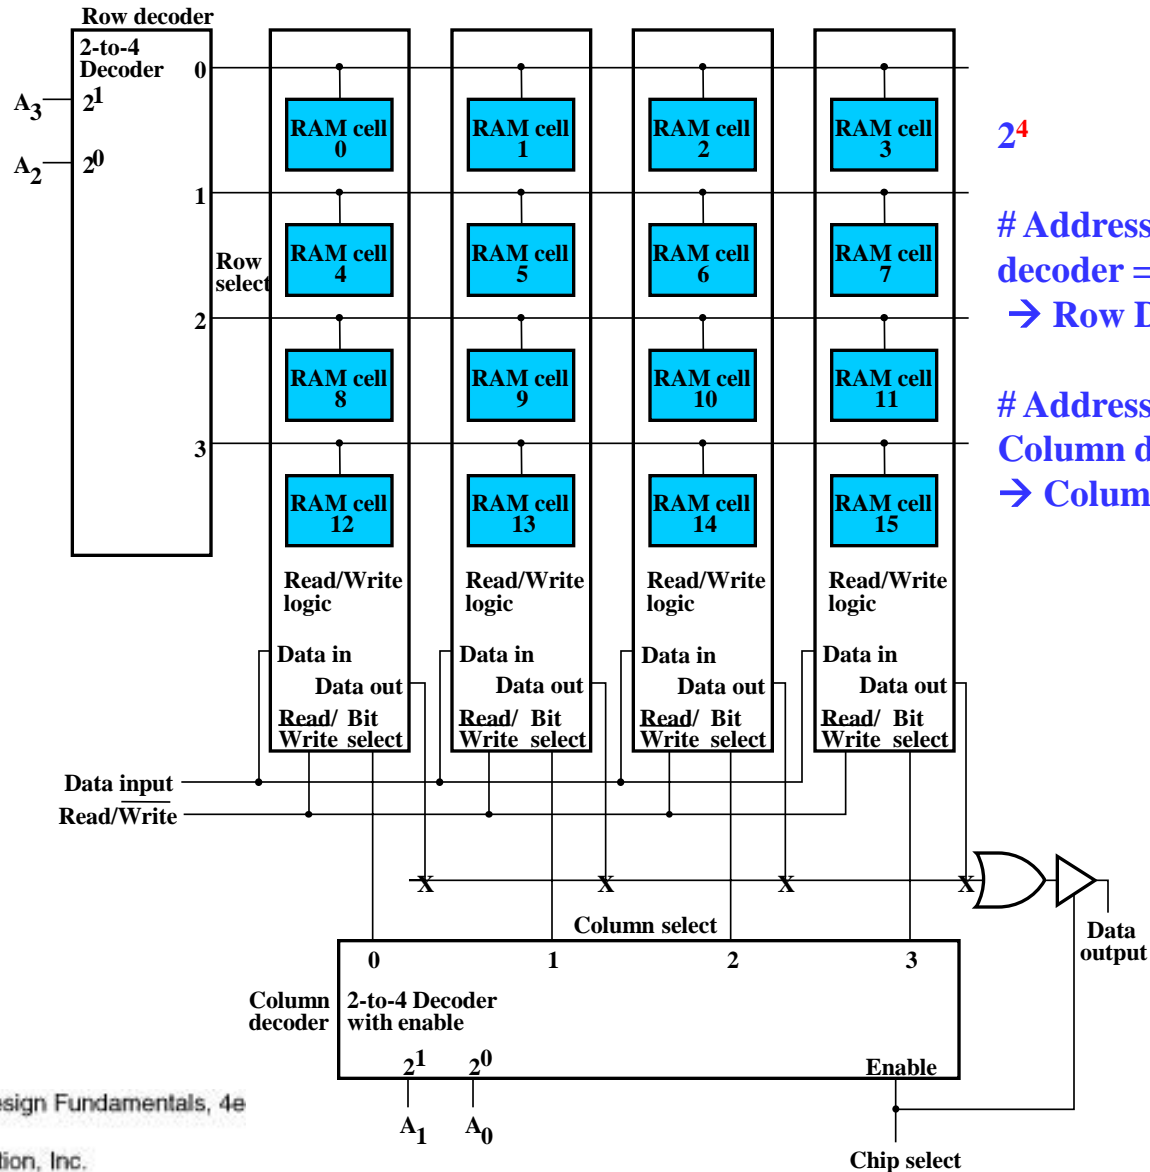 Row decoder
2-to-4
Decoder
A3
2^1
A2
2^0
0
1
2
3
Row
select
RAM cell
0
RAM cell
1
RAM cell
2
RAM cell
3
RAM cell
4
RAM cell
5
RAM cell
6
RAM cell
7
RAM cell
8
RAM cell
9
RAM cell
10
RAM cell
11
RAM cell
12
RAM cell
13
RAM cell
14
RAM cell
15
2^4
# Address
decoder =
→ Row D
# Address
Column d
→ Colum
Read/Write
logic
Read/Write
logic
Read/Write
logic
Read/Write
logic
Data in
Data in
Data in
Data in
Data out
Data out
Data out
Data out
Read/ Bit
Write select
Read/ Bit
Write select
Read/ Bit
Write select
Read/ Bit
Write select
Data input
Read/Write
X X X X
Data
output
Column select
0 1 2 3
Column
decoder
2-to-4 Decoder
with enable
2^1 2^0
Enable
A1 A0
Chip select
esign Fundamentals, 4e
tion, Inc.